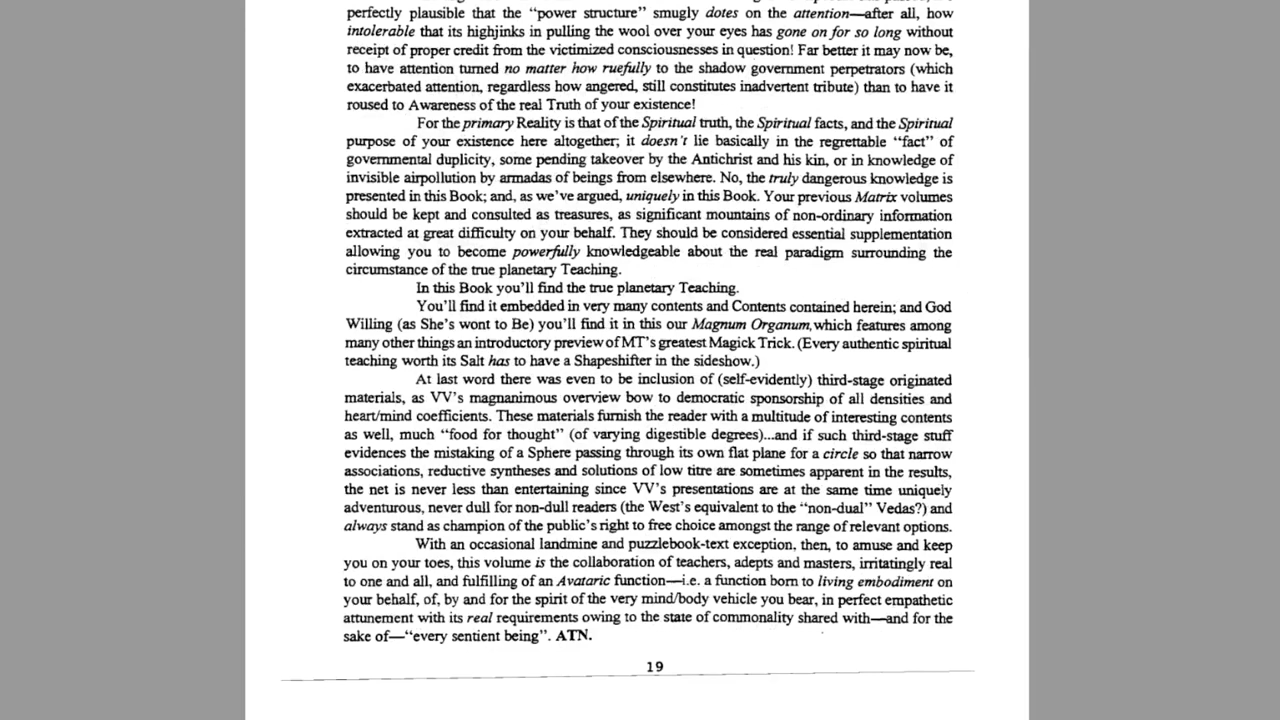 perfectly plausible that the “power structure” smugly dotes on the attention—after all, how
intolerable that its highjinks in pulling the wool over your eyes has gone on for so long without
receipt of proper credit from the victimized consciousnesses in question! Far better it may now be,
to have attention turned no matter how ruefully to the shadow government perpetrators (which
exacerbated attention, regardless how angered, still constitutes inadvertent tribute) than to have it
roused to Awareness of the real Truth of your existence!
For the primary Reality is that of the Spiritual truth, the Spiritual facts, and the Spiritual
purpose of your existence here altogether; it doesn't lie basically in the regrettable “fact” of
governmental duplicity, some pending takeover by the Antichrist and his kin, or in knowledge of
invisible airpollution by armadas of beings from elsewhere. No, the truly dangerous knowledge is
presented in this Book; and, as we’ve argued, uniquely in this Book. Your previous Matrix volumes
should be kept and consulted as treasures, as significant mountains of non-ordinary information
extracted at great difficulty on your behalf. They should be considered essential supplementation
allowing you to become powerfully knowledgeable about the real paradigm surrounding the
circumstance of the true planetary Teaching.
In this Book you’ll find the true planetary Teaching.
You’ll find it embedded in very many contents and Contents contained herein; and God
Willing (as She’s wont to Be) you’ll find it in this our Magnum Organum, which features among
many other things an introductory preview of MT’s greatest Magick Trick. (Every authentic spiritual
teaching worth its Salt has to have a Shapeshifter in the sideshow.)
At last word there was even to be inclusion of (self-evidently) third-stage originated
materials, as VV’s magnanimous overview bow to democratic sponsorship of all densities and
heart/mind coefficients. These materials furnish the reader with a multitude of interesting contents
as well, much “food for thought” (of varying digestible degrees)...and if such third-stage stuff
evidences the mistaking of a Sphere passing through its own flat plane for a circle so that narrow
associations, reductive syntheses and solutions of low titre are sometimes apparent in the results,
the net is never less than entertaining since VV’s presentations are at the same time uniquely
adventurous, never dull for non-dull readers (the West’s equivalent to the “non-dual” Vedas?) and
always stand as champion of the public’s right to free choice amongst the range of relevant options.
With an occasional landmine and puzzlebook-text exception, then, to amuse and keep
you on your toes, this volume is the collaboration of teachers, adepts and masters, irritatingly real
to one and all, and fulfilling of an Avataric function—i.e. a function born to living embodiment on
your behalf, of, by and for the spirit of the very mind/body vehicle you bear, in perfect empathetic
attunement with its real requirements owing to the state of commonality shared with—and for the
sake of—“every sentient being”. ATN.
19